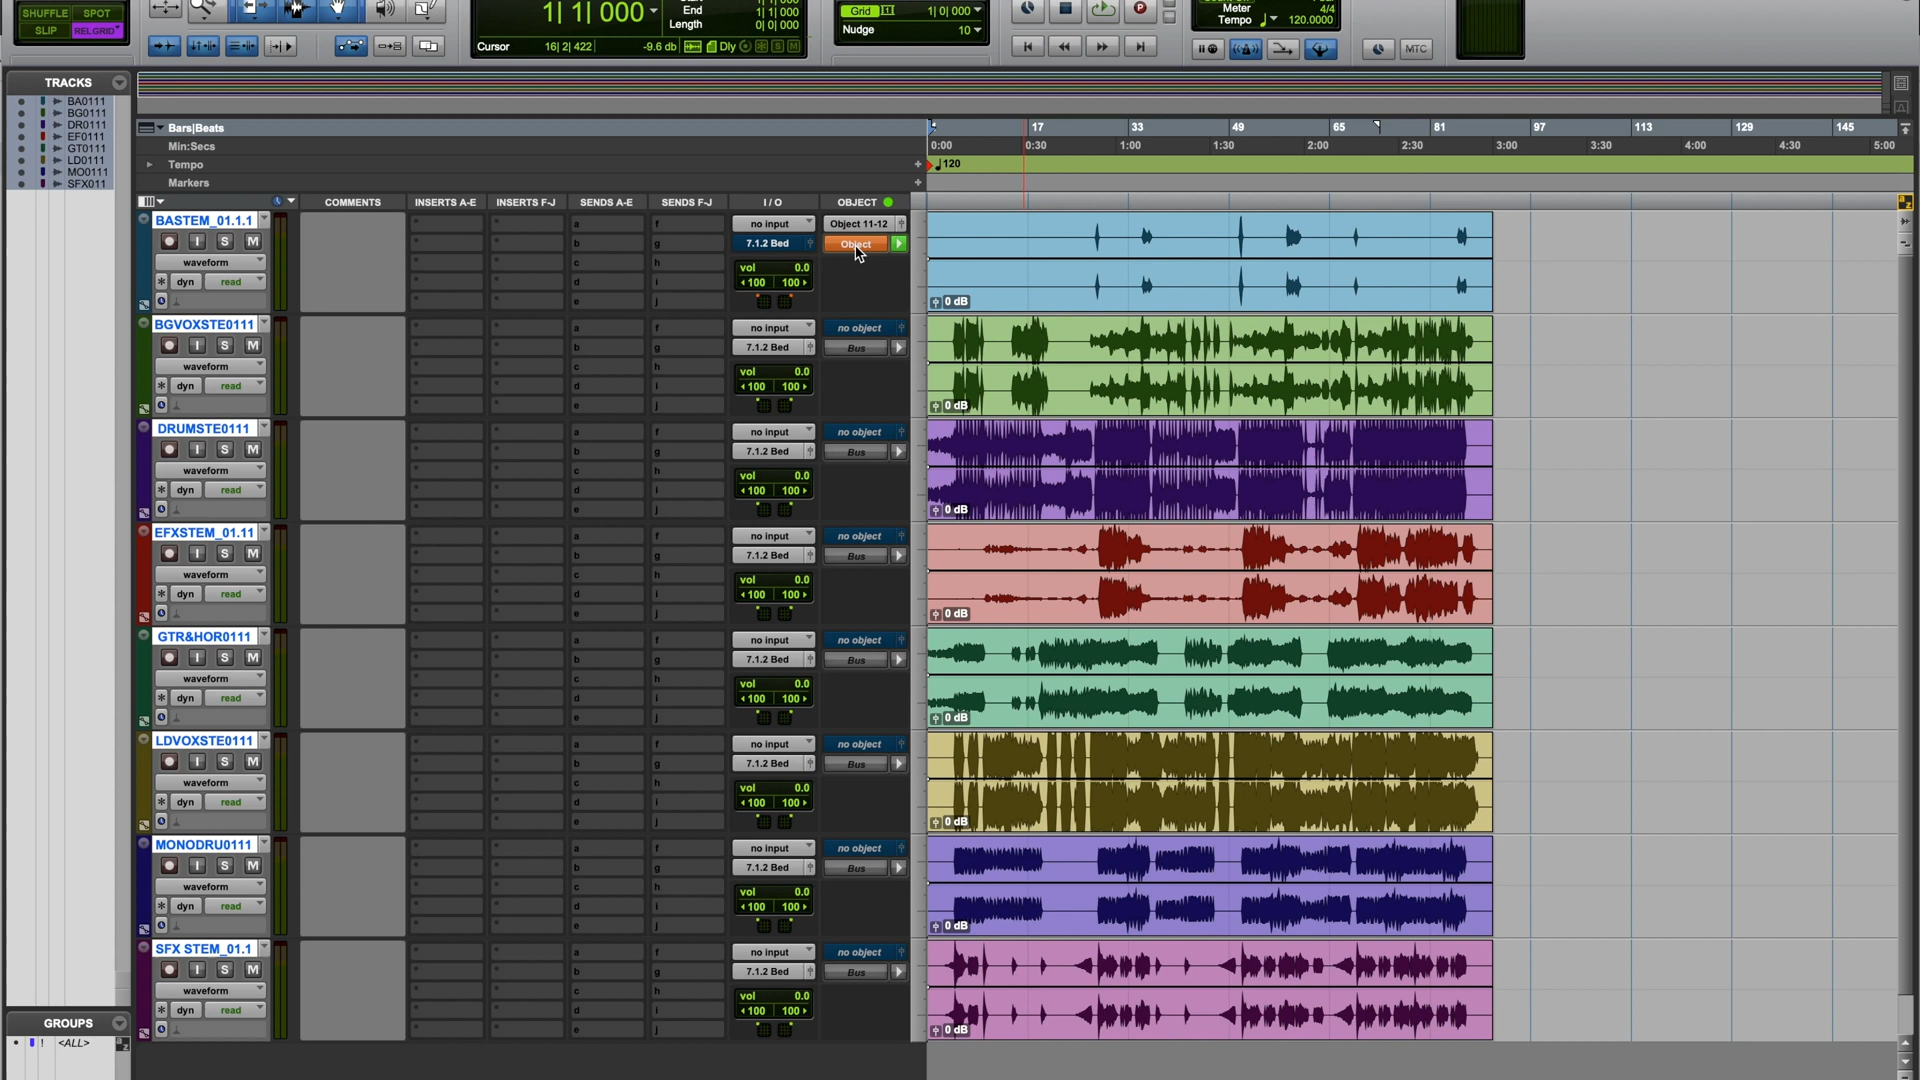 SHUFFLE SPOT
SLIP RELGRID
1| 1| 000
End 1| 1| 000
Length 0| 0| 000
Cursor 16| 2| 422 -9.6 db Dly S M
Grid 1| 0| 000
Nudge 10
Meter 4/4
Tempo 120.0000
MTC
TRACKS
BA0111
BG0111
DR0111
EF0111
GT0111
LD0111
MO0111
SFX011
GROUPS
! <ALL>
Bars|Beats 17 33 49 65 81 97 113 129 145
Min:Secs 0:00 0:30 1:00 1:30 2:00 2:30 3:00 3:30 4:00 4:30 5:00
Tempo 120
Markers
COMMENTS INSERTS A-E INSERTS F-J SENDS A-E SENDS F-J I / O OBJECT
BASTEM_01.1.1 a f no input Object 11-12
I S M b g 7.1.2 Bed Object
waveform c h vol 0.0
dyn read d i 100 100
e j 0 dB
BGVOXSTE0111 a f no input no object
I S M b g 7.1.2 Bed Bus
waveform c h vol 0.0
dyn read d i 100 100
e j 0 dB
DRUMSTE0111 a f no input no object
I S M b g 7.1.2 Bed Bus
waveform c h vol 0.0
dyn read d i 100 100
e j 0 dB
EFXSTEM_01.11 a f no input no object
I S M b g 7.1.2 Bed Bus
waveform c h vol 0.0
dyn read d i 100 100
e j 0 dB
GTR&HOR0111 a f no input no object
I S M b g 7.1.2 Bed Bus
waveform c h vol 0.0
dyn read d i 100 100
e j 0 dB
LDVOXSTE0111 a f no input no object
I S M b g 7.1.2 Bed Bus
waveform c h vol 0.0
dyn read d i 100 100
e j 0 dB
MONODRU0111 a f no input no object
I S M b g 7.1.2 Bed Bus
waveform c h vol 0.0
dyn read d i 100 100
e j 0 dB
SFX STEM_01.1 a f no input no object
I S M b g 7.1.2 Bed Bus
waveform c h vol 0.0
dyn read d i 100 100
e j 0 dB